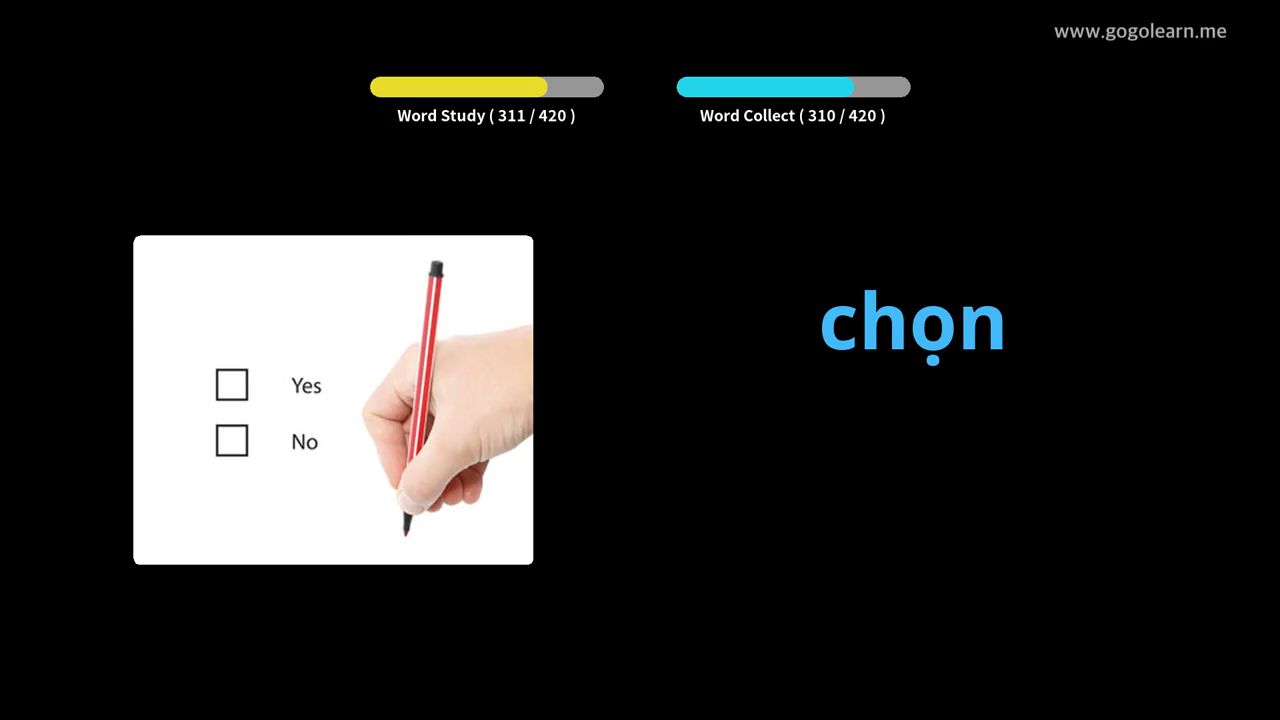 www.gogolearn.me
Word Study ( 311 / 420 )
Word Collect ( 310 / 420 )
chọn
Yes
No